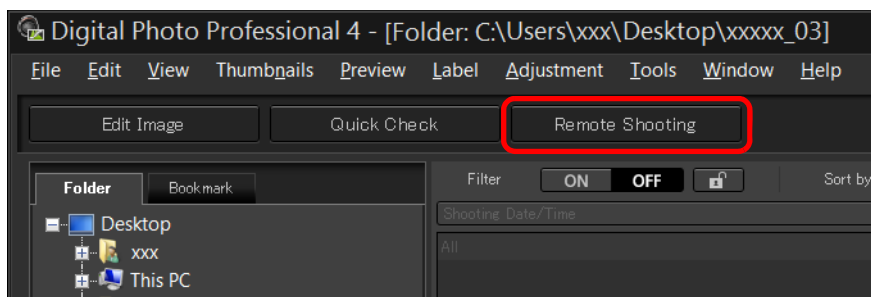 Digital Photo Professional 4 - [Folder: C:\Users\xxx\Desktop\xxxxx_03]
File Edit View Thumbnails Preview Label Adjustment Tools Window Help
Edit Image Quick Check Remote Shooting
Folder Bookmark Filter ON OFF Sort by
Shooting Date/Time
Desktop
All
xxx
This PC